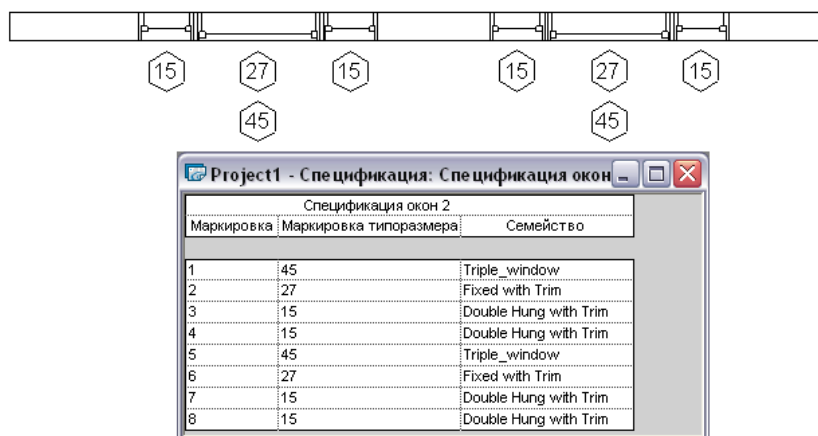 15 27 15 15 27 15
45 45
Project1 - Спецификация: Спецификация окон
Спецификация окон 2
Маркировка Маркировка типоразмера Семейство
1 45 Triple_window
2 27 Fixed with Trim
3 15 Double Hung with Trim
4 15 Double Hung with Trim
5 45 Triple_window
6 27 Fixed with Trim
7 15 Double Hung with Trim
8 15 Double Hung with Trim